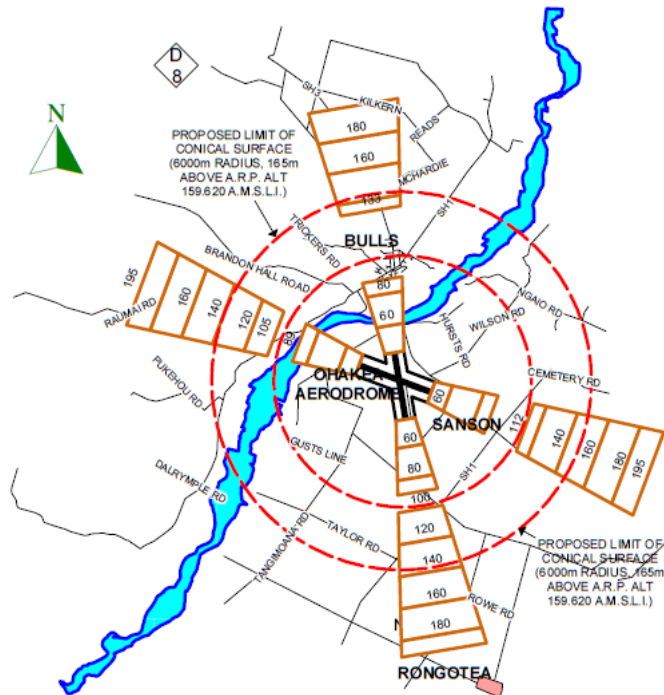 D
8
N
SH3
KILKERN
READS
180
160
133
MCHARDIE
PROPOSED LIMIT OF
CONICAL SURFACE
(6000m RADIUS, 165m
ABOVE A.R.P. ALT
159.620 A.M.S.L.I.)
SH1
TRICKERS RD
BULLS
BRANDON HALL ROAD
195
160
140
120
105
RAUMAI RD
80
60
NGAIO RD
WILSON RD
HURSTS RD
89
PUKEHOU RD
OHAKEA
AERODROME
CEMETERY RD
60
SANSON
112
140
160
180
195
GUSTS LINE
60
80
100
SH1
DALRYMPLE RD
TANGIMOANA RD
TAYLOR RD
120
140
160
180
ROWE RD
PROPOSED LIMIT OF
CONICAL SURFACE
(6000m RADIUS, 165m
ABOVE A.R.P. ALT
159.620 A.M.S.L.I.)
N
RONGOTEA